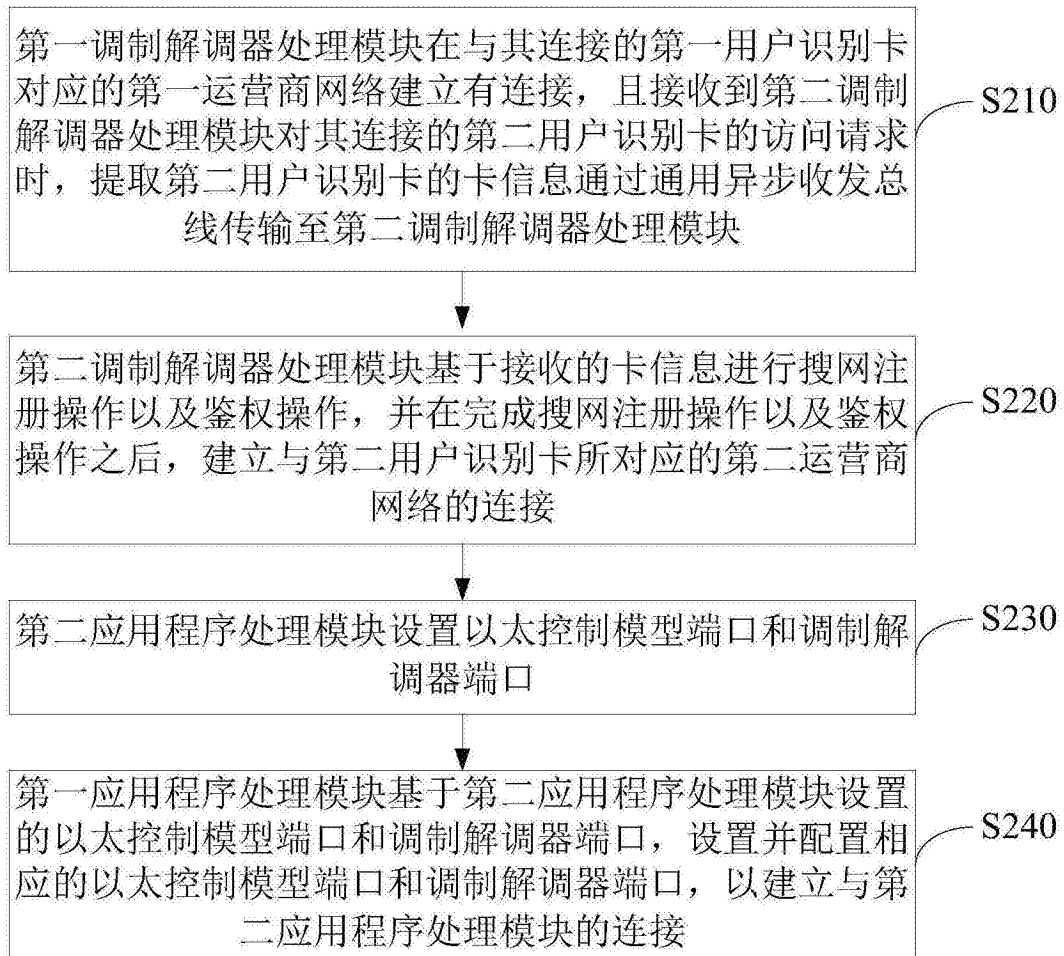 第一调制解调器处理模块在与其连接的第一用户识别卡
对应的第一运营商网络建立有连接，且接收到第二调制
解调器处理模块对其连接的第二用户识别卡的访问请求
时，提取第二用户识别卡的卡信息通过通用异步收发总
线传输至第二调制解调器处理模块
S210
第二调制解调器处理模块基于接收的卡信息进行搜网注
册操作以及鉴权操作，并在完成搜网注册操作以及鉴权
操作之后，建立与第二用户识别卡所对应的第二运营商
网络的连接
S220
第二应用程序处理模块设置以太控制模型端口和调制解
调器端口
S230
第一应用程序处理模块基于第二应用程序处理模块设置
的以太控制模型端口和调制解调器端口，设置并配置相
应的以太控制模型端口和调制解调器端口，以建立与第
二应用程序处理模块的连接
S240